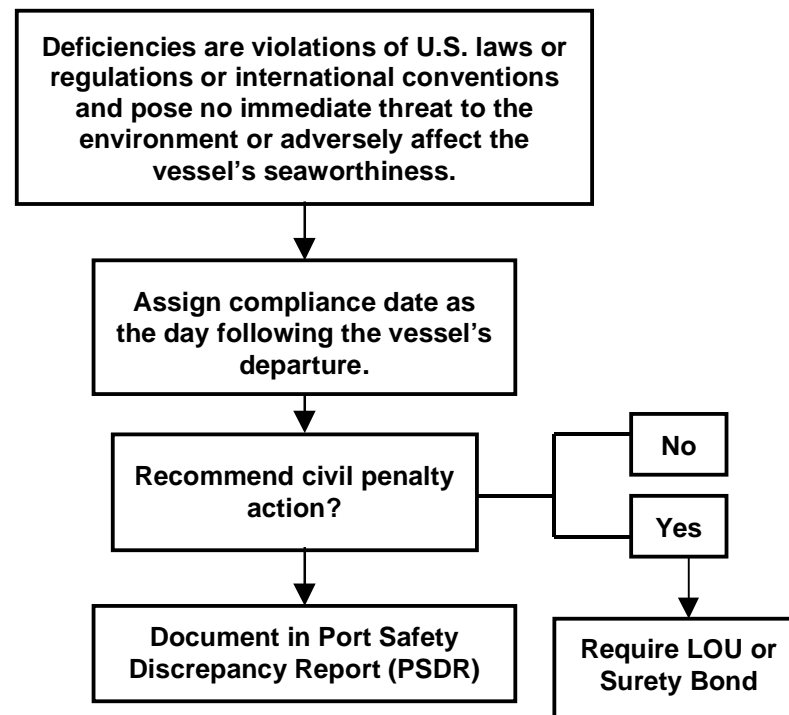 Deficiencies are violations of U.S. laws or
regulations or international conventions
and pose no immediate threat to the
environment or adversely affect the
vessel’s seaworthiness.
Assign compliance date as
the day following the vessel’s
departure.
Recommend civil penalty
action?
No
Yes
Document in Port Safety
Discrepancy Report (PSDR)
Require LOU or
Surety Bond